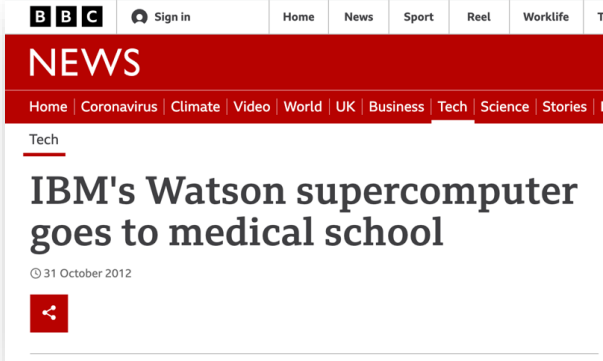 BBC Sign in Home News Sport Reel Worklife
NEWS
Home Coronavirus Climate Video World UK Business Tech Science Stories
Tech
IBM's Watson supercomputer
goes to medical school
31 October 2012